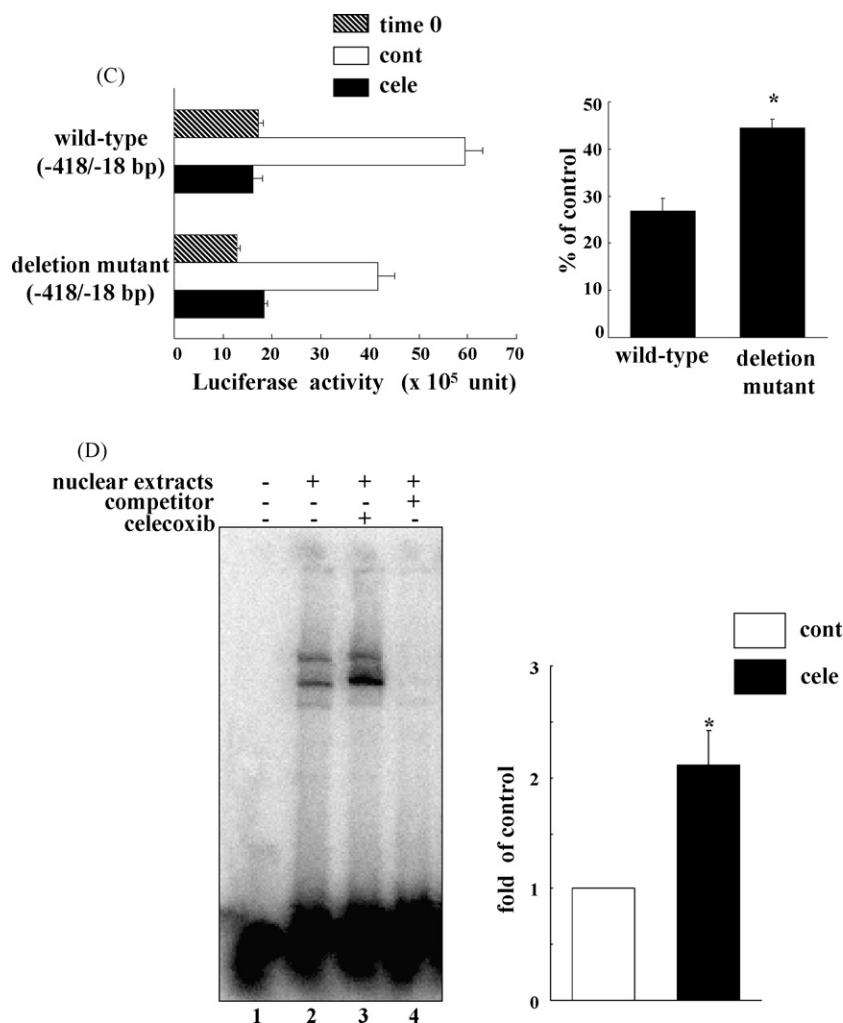 time 0
cont
cele
(C)
wild-type
(-418/-18 bp)
deletion mutant
(-418/-18 bp)
0 10 20 30 40 50 60 70
Luciferase activity (x 10⁵ unit)
50
40
30
20
10
0
% of control
*
wild-type
deletion
mutant
(D)
nuclear extracts - + + +
competitor - - - +
celecoxib - - + -
1 2 3 4
cont
cele
3
2
1
0
fold of control
*